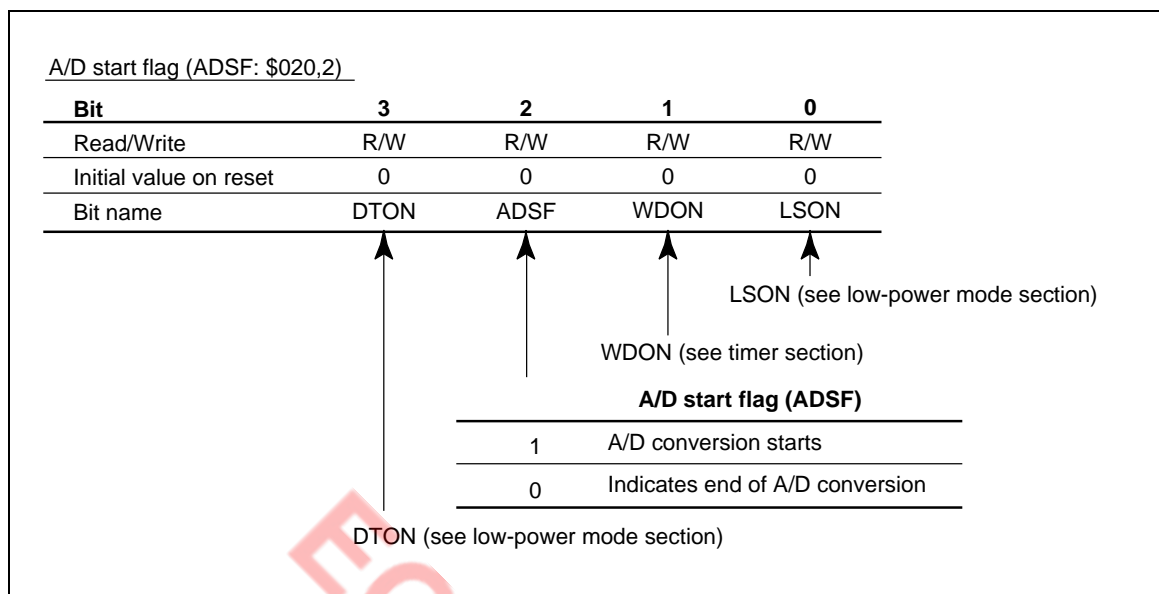 A/D start flag (ADSF: $020,2)
Bit 3 2 1 0
Read/Write R/W R/W R/W R/W
Initial value on reset 0 0 0 0
Bit name DTON ADSF WDON LSON
LSON (see low-power mode section)
WDON (see timer section)
A/D start flag (ADSF)
1 A/D conversion starts
0 Indicates end of A/D conversion
DTON (see low-power mode section)